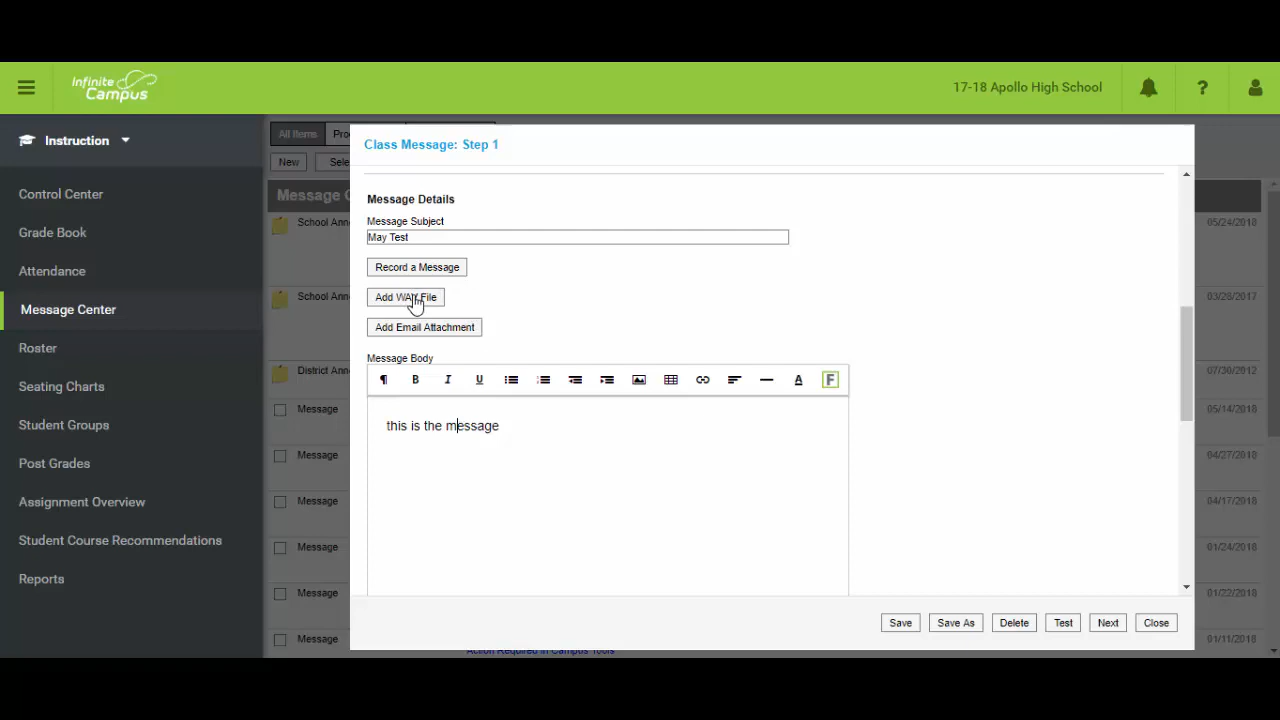 Infinite Campus
17-18 Apollo High School
?
Instruction
Control Center
Grade Book
Attendance
Message Center
Roster
Seating Charts
Student Groups
Post Grades
Assignment Overview
Student Course Recommendations
Reports
All Items
New
School
05/24/2018
School
03/28/2017
District
07/30/2012
Message
05/14/2018
Message
04/27/2018
Message
04/17/2018
Message
01/24/2018
Message
01/22/2018
Message
01/11/2018
Action Required in Campus Tools
Class Message: Step 1
Message Details
Message Subject
May Test
Record a Message
Add WAV File
Add Email Attachment
Message Body
¶ B I U A F
this is the message
Save Save As Delete Test Next Close